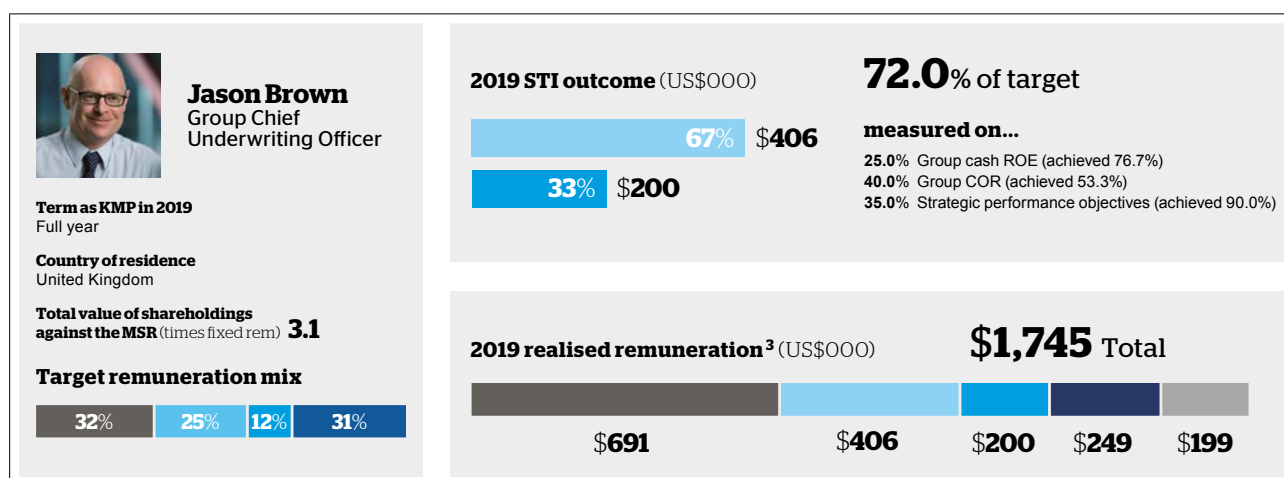 Jason Brown
Group Chief
Underwriting Officer
Term as KMP in 2019
Full year
Country of residence
United Kingdom
Total value of shareholdings
against the MSR (times fixed rem) 3.1
Target remuneration mix
32% 25% 12% 31%
2019 STI outcome (US$000)
67% $406
33% $200
72.0% of target
measured on...
25.0% Group cash ROE (achieved 76.7%)
40.0% Group COR (achieved 53.3%)
35.0% Strategic performance objectives (achieved 90.0%)
2019 realised remuneration³ (US$000)
$1,745 Total
$691 $406 $200 $249 $199